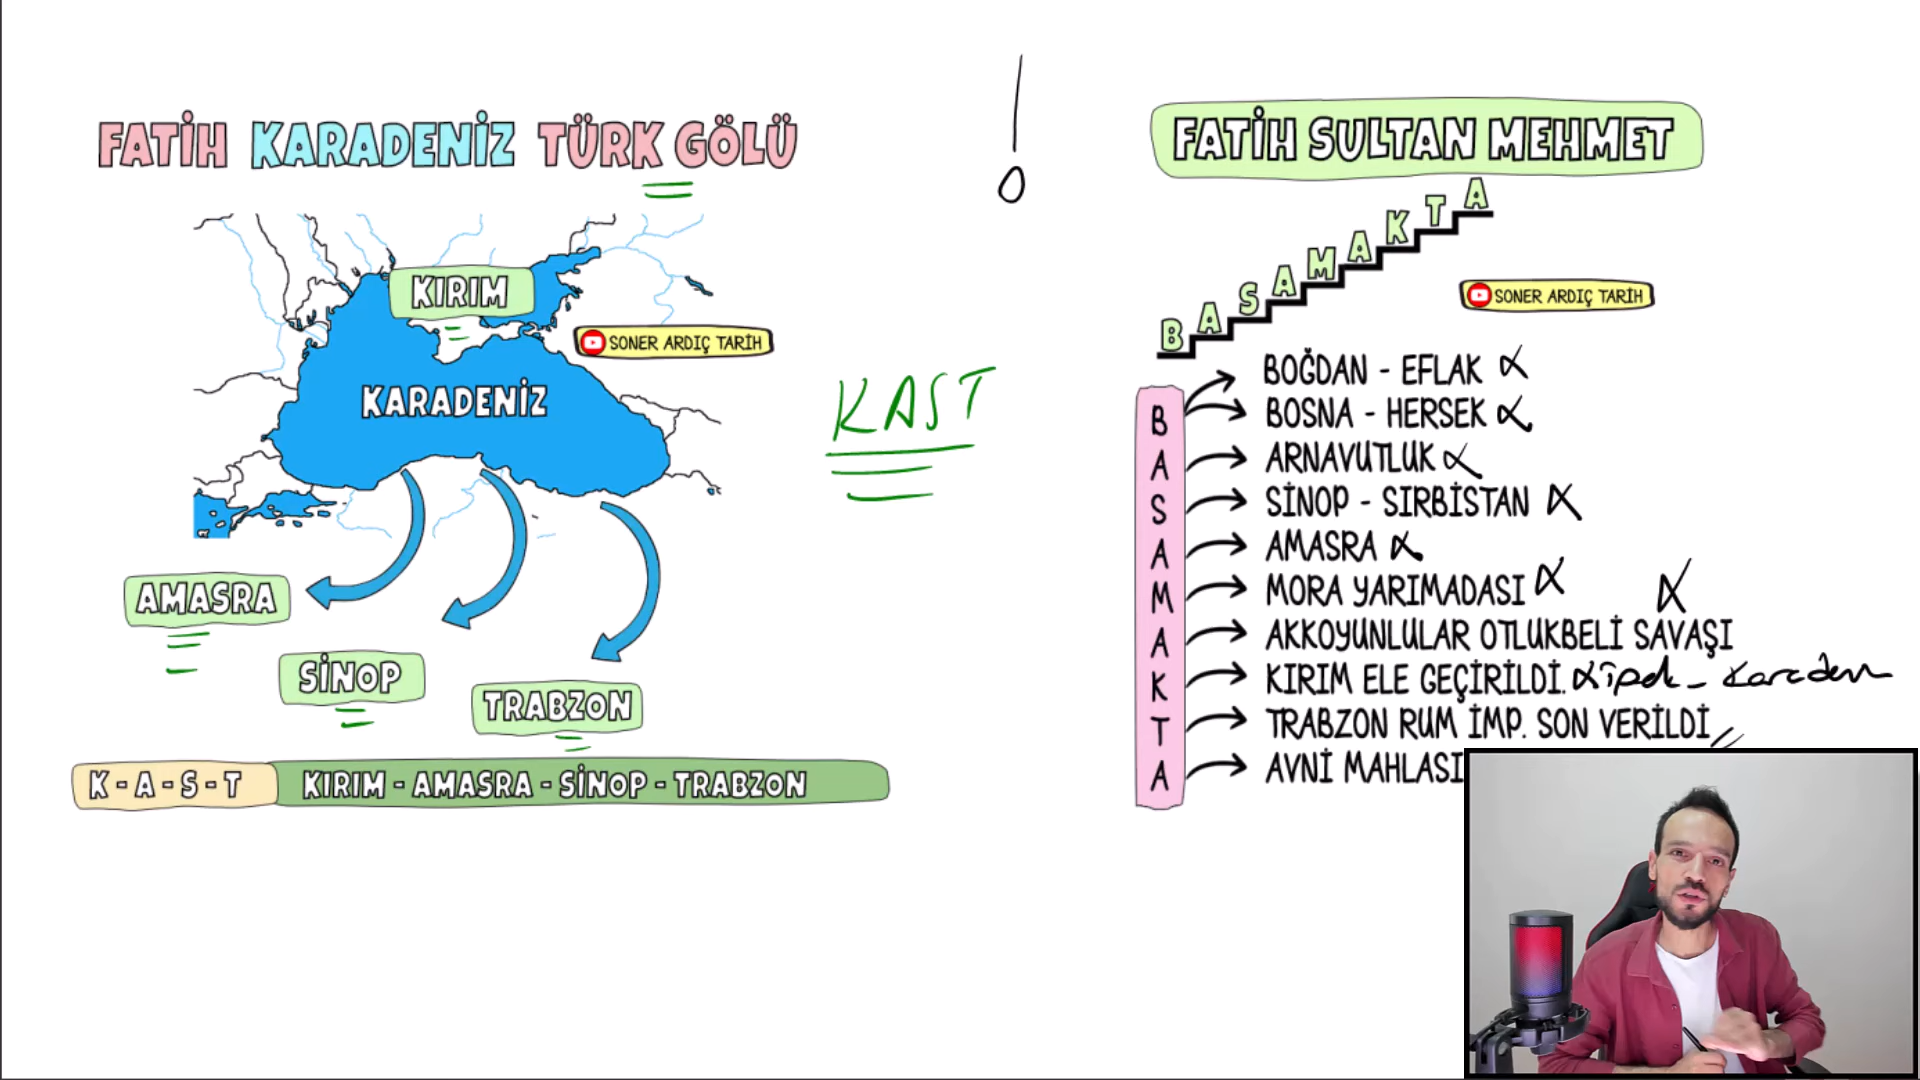 FATİH KARADENİZ TÜRK GÖLÜ
KIRIM
SONER ARDIÇ TARİH
KARADENİZ
KAST
AMASRA
SİNOP
TRABZON
K - A - S - T KIRIM - AMASRA - SİNOP - TRABZON
!
FATİH SULTAN MEHMET
BASAMAKTA
SONER ARDIÇ TARİH
B BOĞDAN - EFLAK
BOSNA - HERSEK
A ARNAVUTLUK
S SİNOP - SIRBİSTAN
A AMASRA
M MORA YARIMADASI
A AKKOYUNLULAR OTLUKBELİ SAVAŞI
K KIRIM ELE GEÇİRİLDİ. ipek - Karadeniz
T TRABZON RUM İMP. SON VERİLDİ
A AVNİ MAHLASI